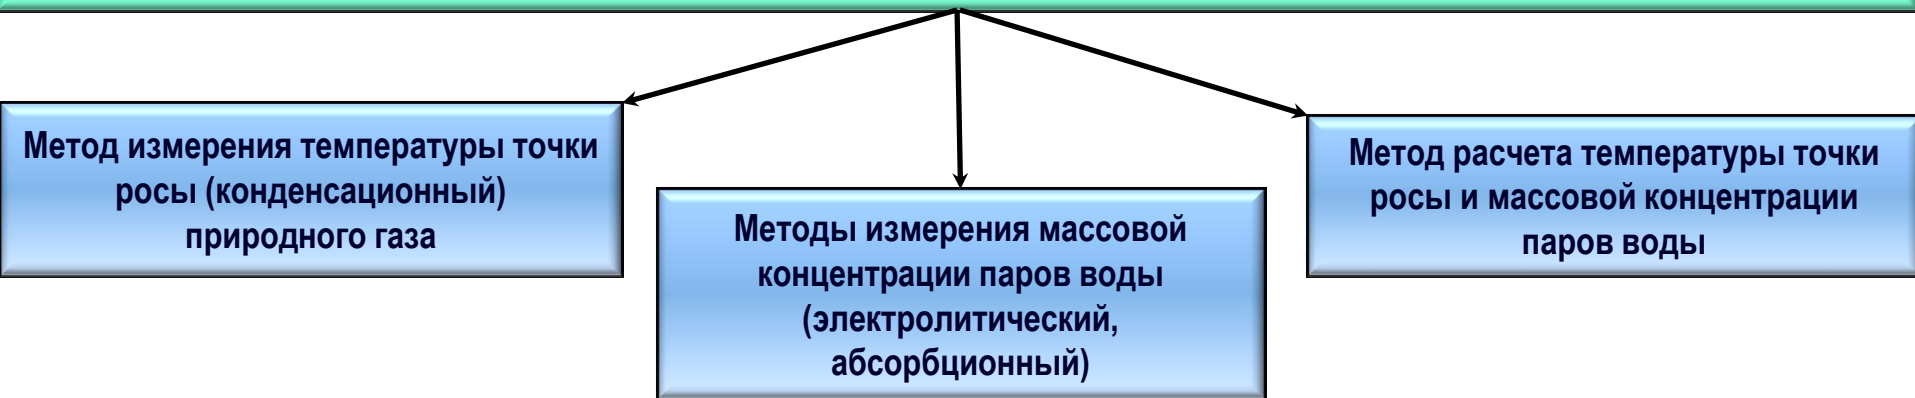 Метод измерения температуры точки
росы (конденсационный)
природного газа
Методы измерения массовой
концентрации паров воды
(электролитический,
абсорбционный)
Метод расчета температуры точки
росы и массовой концентрации
паров воды